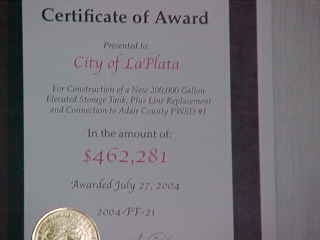 Certificate of Award
Presented to:
City of LaPlata
For Construction of a New 200,000 Gallon
Elevated Storage Tank, Plus Line Replacement
and Connection to Adair County PWSD #1
In the amount of:
$462,281
Awarded July 27, 2004
2004-PF-21